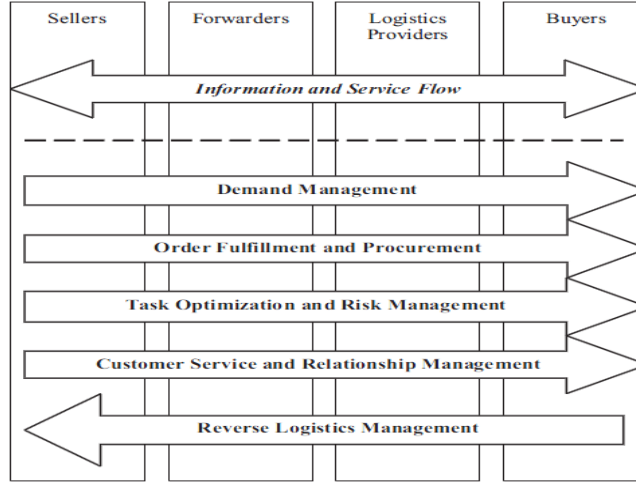 Sellers
Forwarders
Logistics
Providers
Buyers
Information and Service Flow
Demand Management
Order Fulfillment and Procurement
Task Optimization and Risk Management
Customer Service and Relationship Management
Reverse Logistics Management